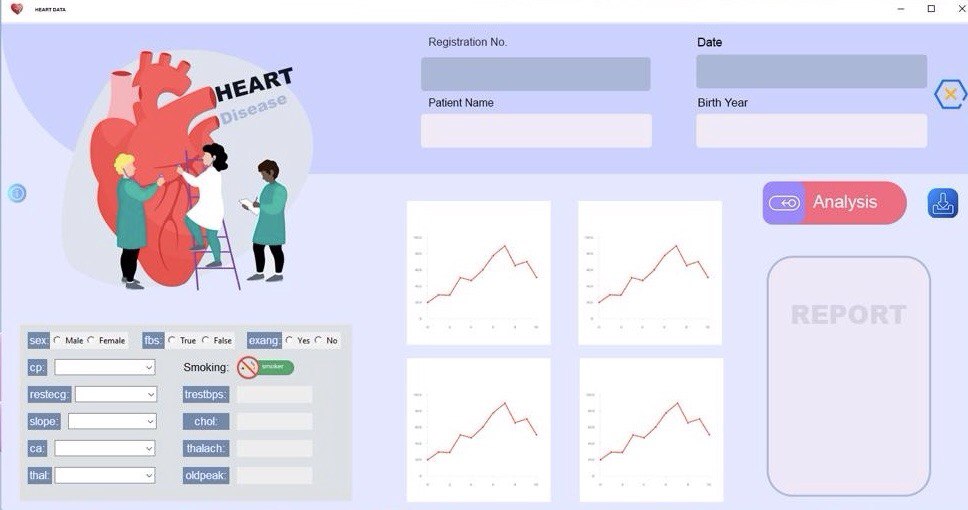 HEART DATA
Registration No.
Date
HEART
Disease
Patient Name
Birth Year
Analysis
REPORT
sex: Male Female fbs: True False exang: Yes No
cp: Smoking: smoker
restecg: trestbps:
slope: chol:
ca: thalach:
thal: oldpeak: